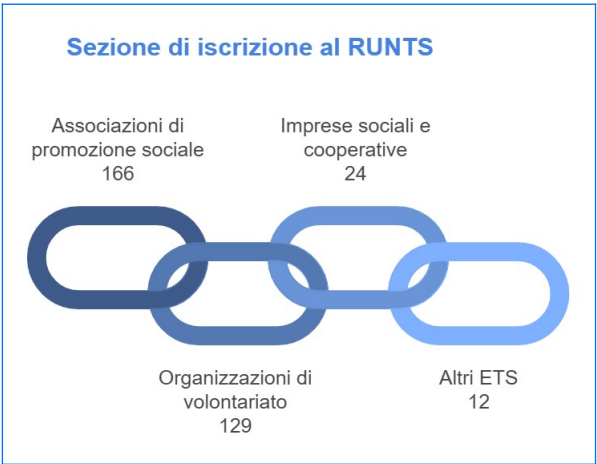 Sezione di iscrizione al RUNTS
Associazioni di
promozione sociale
166
Imprese sociali e
cooperative
24
Organizzazioni di
volontariato
129
Altri ETS
12